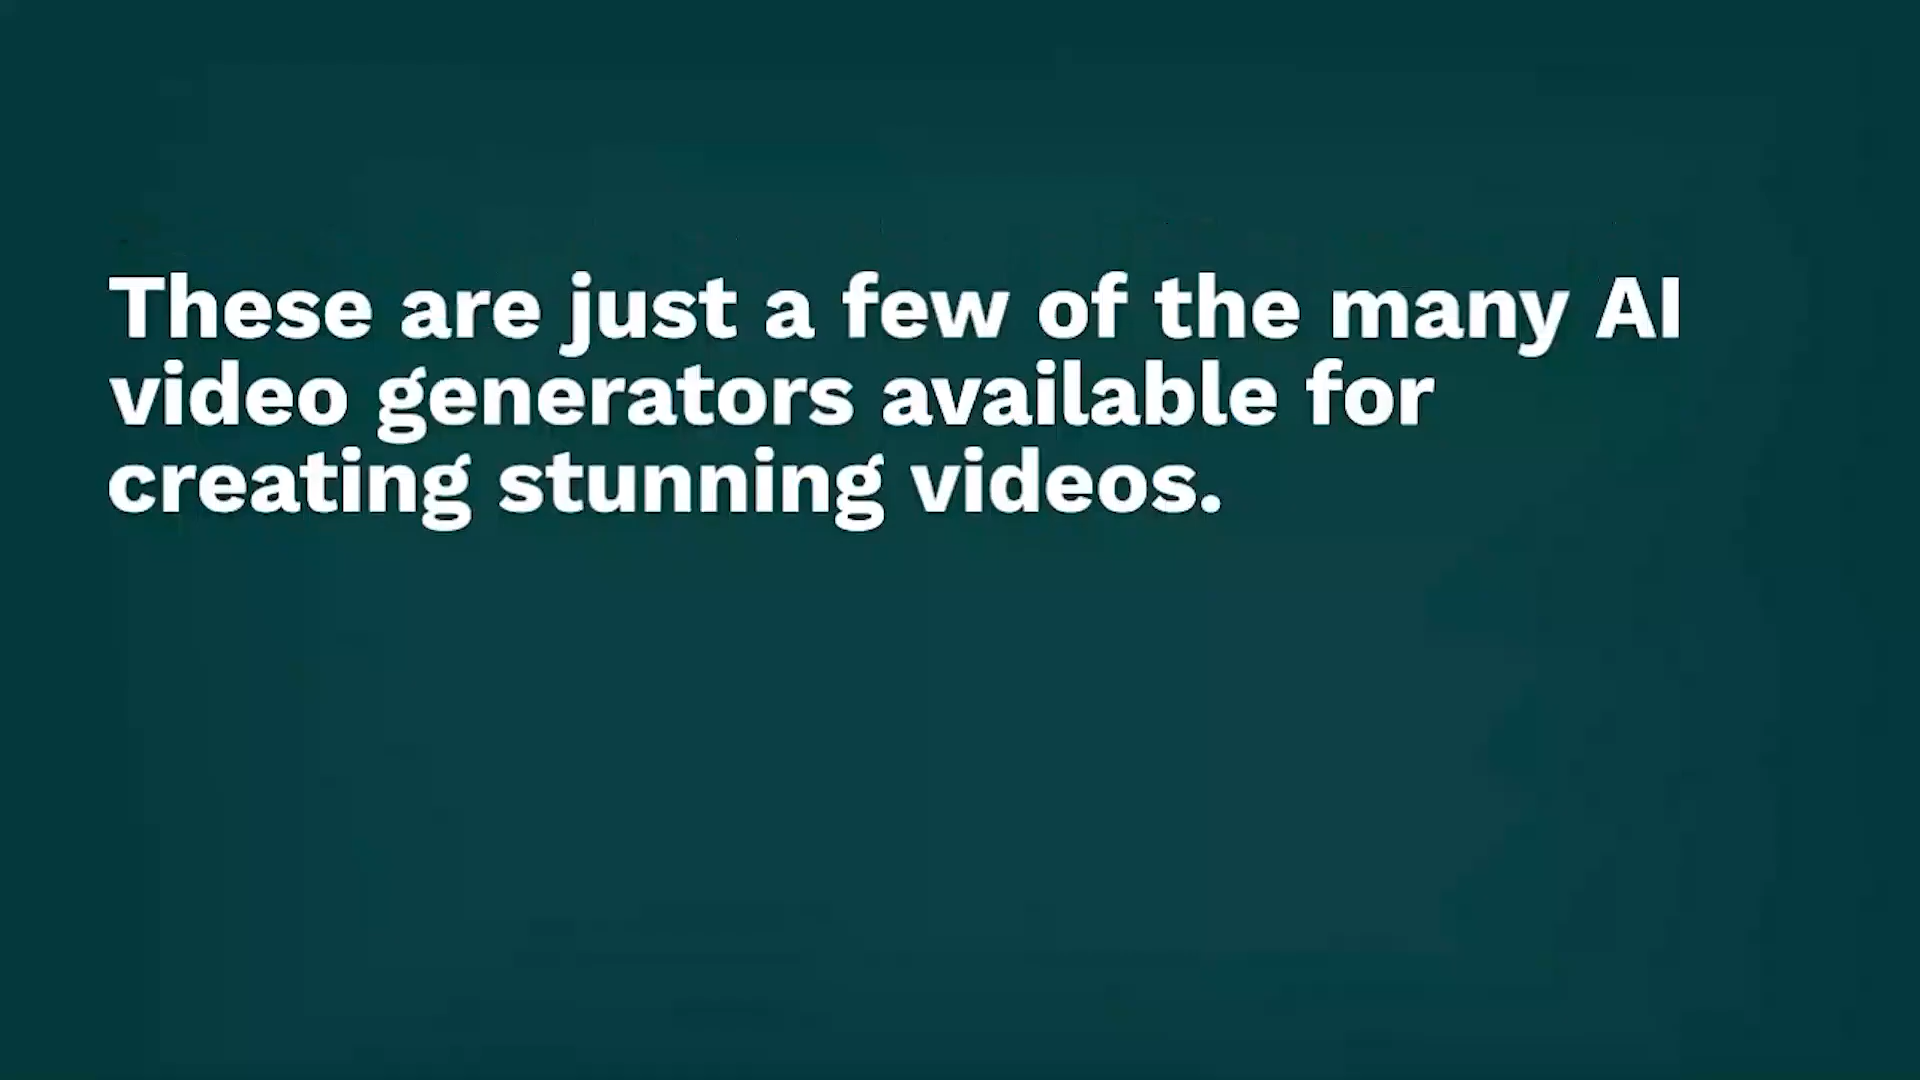 These are just a few of the many AI
video generators available for
creating stunning videos.